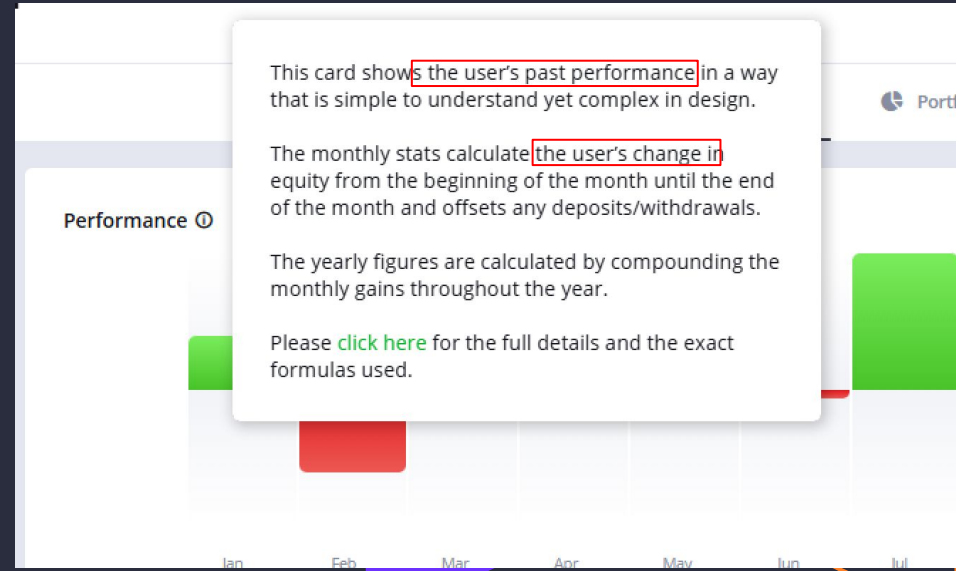 This card shows the user's past performance in a way
that is simple to understand yet complex in design.
The monthly stats calculate the user's change in
equity from the beginning of the month until the end
of the month and offsets any deposits/withdrawals.
The yearly figures are calculated by compounding the
monthly gains throughout the year.
Please click here for the full details and the exact
formulas used.
Performance
Jan Feb Mar Apr May Jun Jul